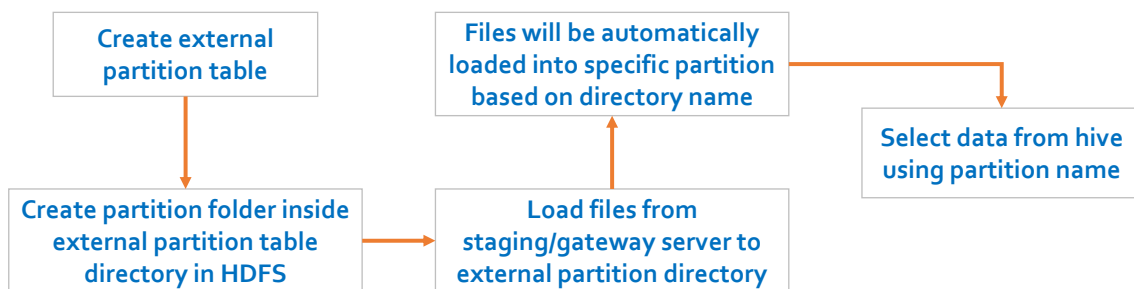 Create external
partition table
Create partition folder inside
external partition table
directory in HDFS
Load files from
staging/gateway server to
external partition directory
Files will be automatically
loaded into specific partition
based on directory name
Select data from hive
using partition name